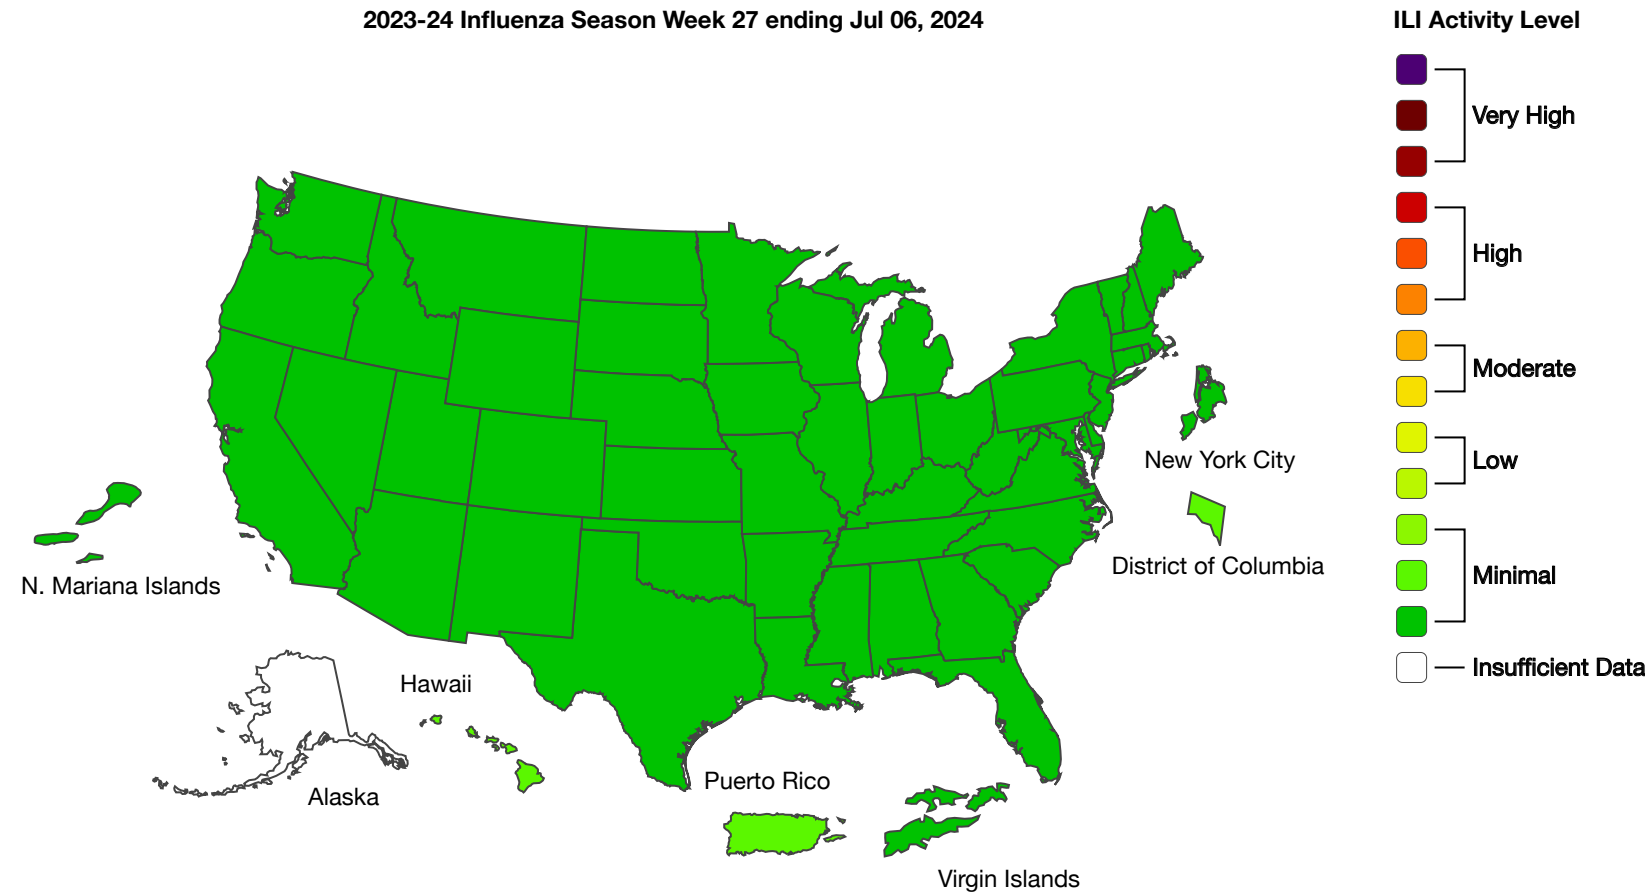 2023-24 Influenza Season Week 27 ending Jul 06, 2024
ILI Activity Level
Very High
High
Moderate
Low
Minimal
Insufficient Data
New York City
District of Columbia
N. Mariana Islands
Hawaii
Alaska
Puerto Rico
Virgin Islands